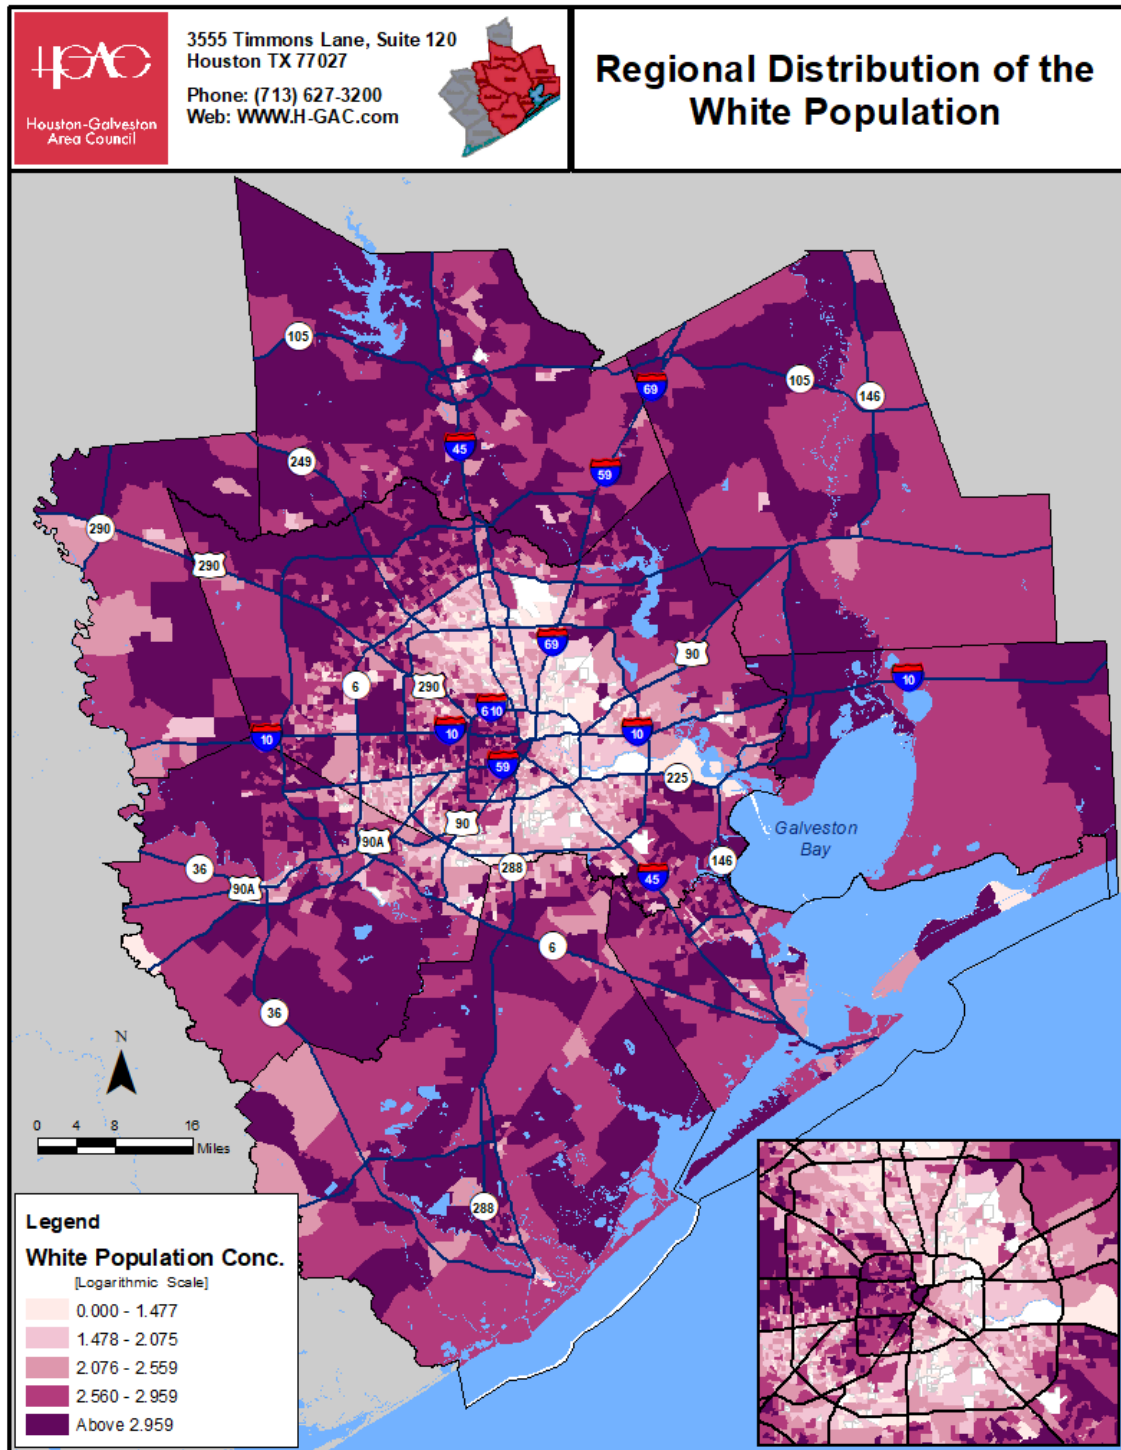 HGAC
Houston-Galveston
Area Council
3555 Timmons Lane, Suite 120
Houston TX 77027
Phone: (713) 627-3200
Web: WWW.H-GAC.com
Regional Distribution of the
White Population
105
69
105
146
45
249
59
290
290
69
90
6
290
610
10
10
10
10
59
225
90
Galveston
Bay
90A
36
288
146
90A
45
6
36
N
0 4 8 16
Miles
288
Legend
White Population Conc.
[Logarithmic Scale]
0.000 - 1.477
1.478 - 2.075
2.076 - 2.559
2.560 - 2.959
Above 2.959